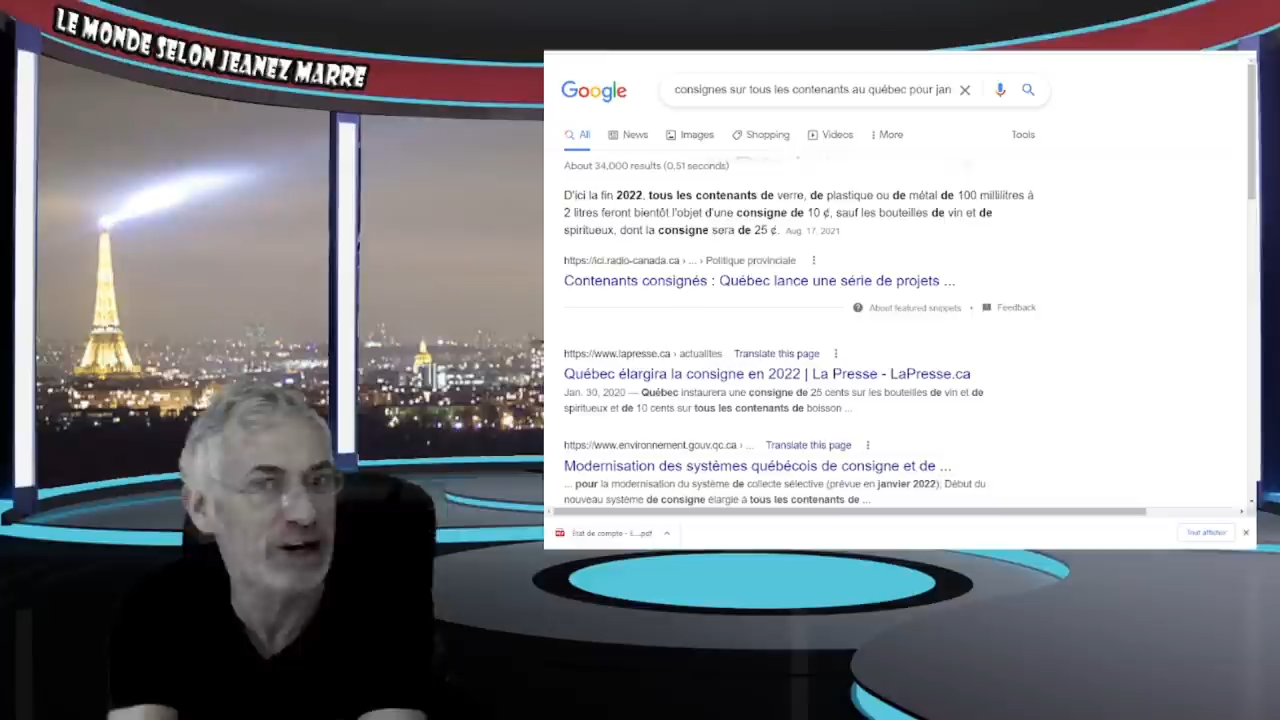 LE MONDE SELON JEANEZ MARRE
Google
consignes sur tous les contenants au québec pour jan
All
News
Images
Shopping
Videos
More
Tools
About 34,000 results (0.51 seconds)
D'ici la fin 2022, tous les contenants de verre, de plastique ou de métal de 100 millilitres à
2 litres feront bientôt l'objet d'une consigne de 10 ¢, sauf les bouteilles de vin et de
spiritueux, dont la consigne sera de 25 ¢. Aug. 17, 2021
https://ici.radio-canada.ca › ... › Politique provinciale
Contenants consignés : Québec lance une série de projets ...
About featured snippets • Feedback
https://www.lapresse.ca › actualites Translate this page
Québec élargira la consigne en 2022 | La Presse - LaPresse.ca
Jan. 30, 2020 — Québec instaurera une consigne de 25 cents sur les bouteilles de vin et de
spiritueux et de 10 cents sur tous les contenants de boisson ...
https://www.environnement.gouv.qc.ca › ... Translate this page
Modernisation des systèmes québécois de consigne et de ...
... pour la modernisation du système de collecte sélective (prévue en janvier 2022); Début du
nouveau système de consigne élargie à tous les contenants de ...
Tout afficher